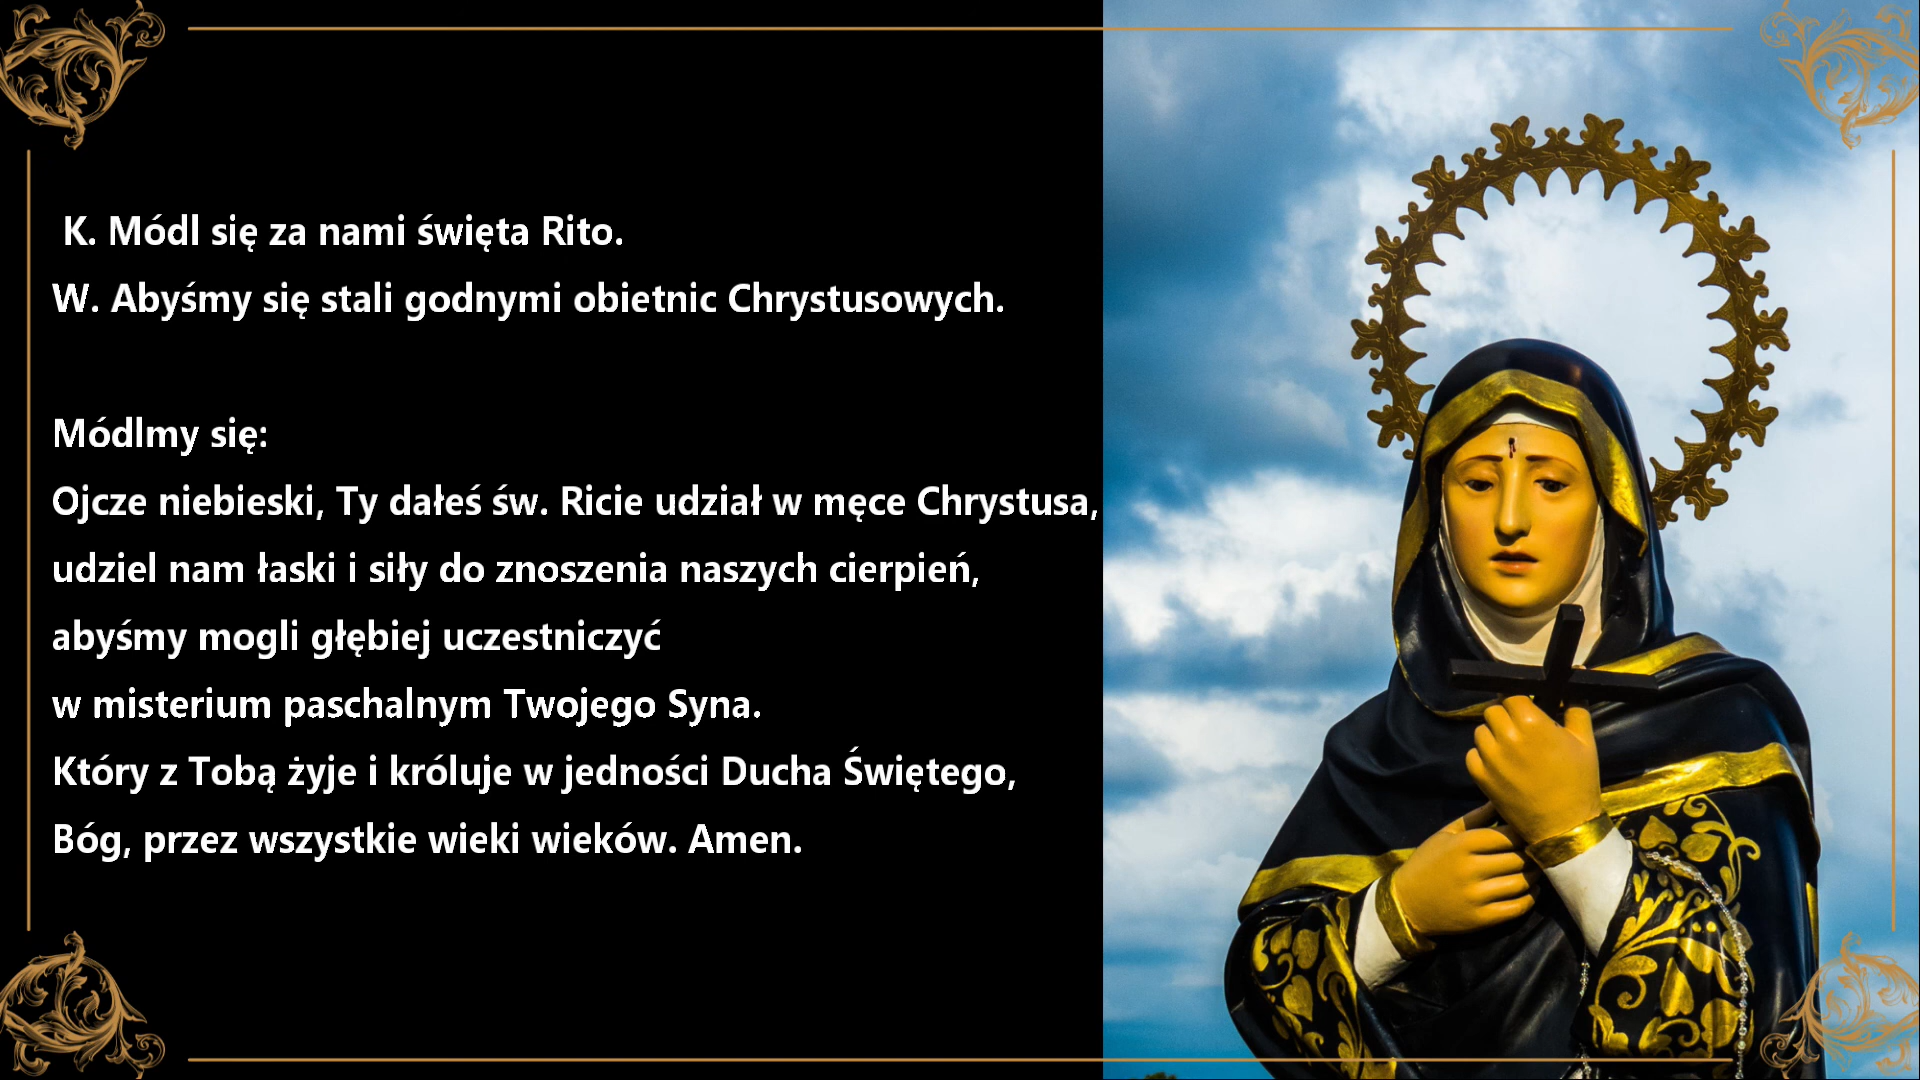 K. Módl się za nami święta Rito.
W. Abyśmy się stali godnymi obietnic Chrystusowych.
Módlmy się:
Ojcze niebieski, Ty dałeś św. Ricie udział w męce Chrystusa,
udziel nam łaski i siły do znoszenia naszych cierpień,
abyśmy mogli głębiej uczestniczyć
w misterium paschalnym Twojego Syna.
Który z Tobą żyje i króluje w jedności Ducha Świętego,
Bóg, przez wszystkie wieki wieków. Amen.